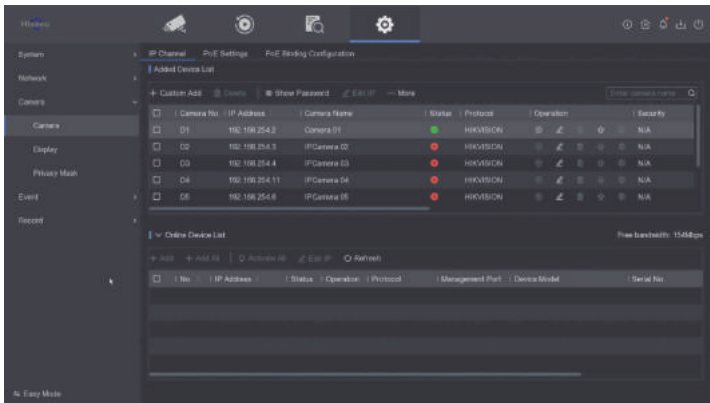 HIKVISION
System
Network
Camera
Camera
Display
Privacy Mask
Event
Record
Easy Mode
IP Channel PoE Settings PoE Binding Configuration
Added Device List
+ Custom Add Delete Show Password Edit IP More Enter camera name
Camera No. IP Address Camera Name Status Protocol Operation Security
D1 192.168.254.2 Camera 01 HIKVISION N/A
D2 192.168.254.3 IPCamera 02 HIKVISION N/A
D3 192.168.254.4 IPCamera 03 HIKVISION N/A
D4 192.168.254.11 IPCamera 04 HIKVISION N/A
D5 192.168.254.6 IPCamera 05 HIKVISION N/A
Online Device List Free bandwidth: 154Mbps
+ Add + Add All Activate All Edit IP Refresh
No. IP Address Status Operation Protocol Management Port Device Model Serial No.